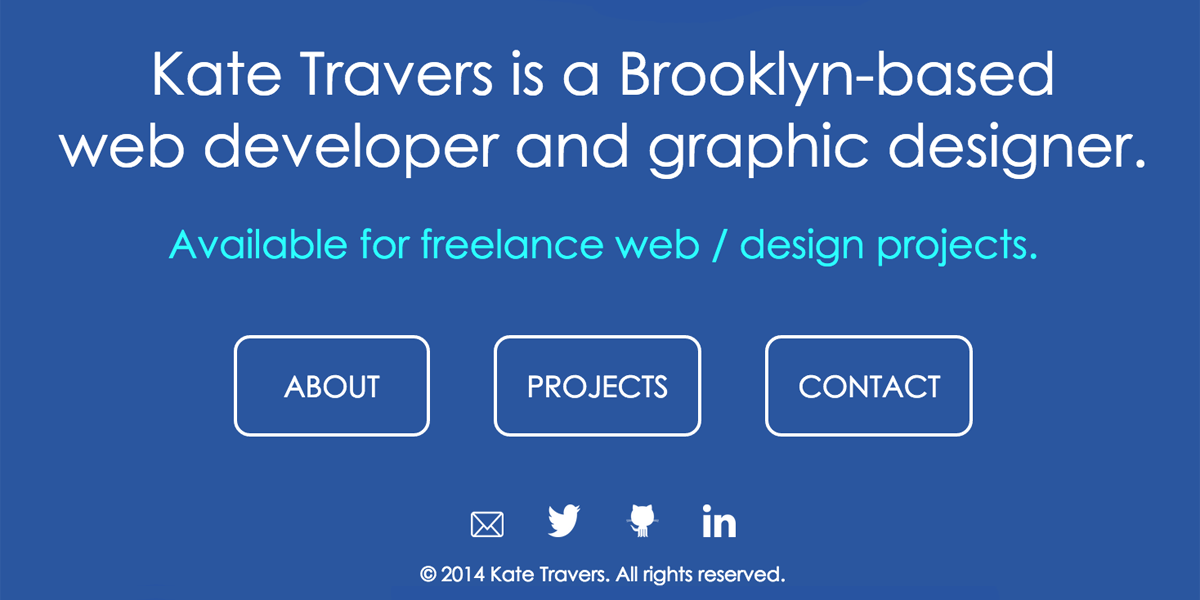 Kate Travers is a Brooklyn-based
web developer and graphic designer.
Available for freelance web / design projects.
ABOUT
PROJECTS
CONTACT
in
© 2014 Kate Travers. All rights reserved.